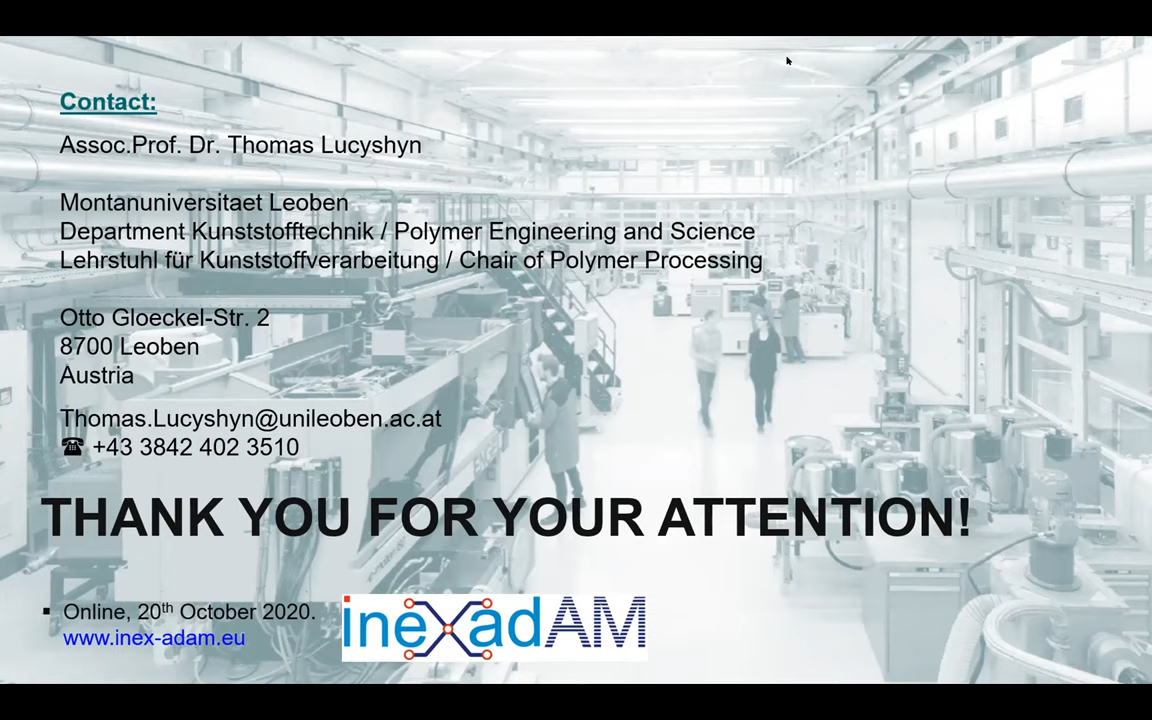 Contact:
Assoc.Prof. Dr. Thomas Lucyshyn
Montanuniversitaet Leoben
Department Kunststofftechnik / Polymer Engineering and Science
Lehrstuhl für Kunststoffverarbeitung / Chair of Polymer Processing
Otto Gloeckel-Str. 2
8700 Leoben
Austria
Thomas.Lucyshyn@unileoben.ac.at
☎ +43 3842 402 3510
THANK YOU FOR YOUR ATTENTION!
▪ Online, 20th October 2020.
www.inex-adam.eu
inexadAM